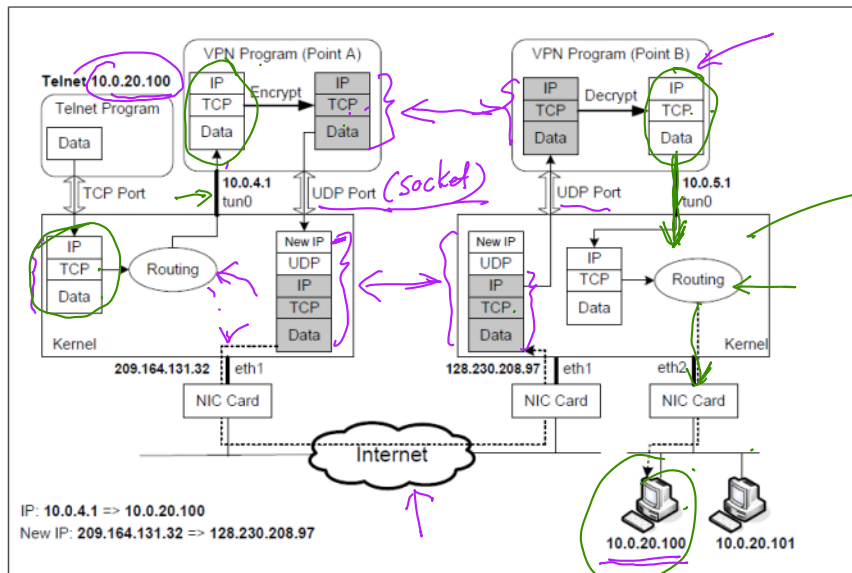 VPN Program (Point A)
VPN Program (Point B)
Telnet 10.0.20.100
Telnet Program
Data
IP
TCP
Data
Encrypt
IP
TCP
Data
IP
TCP
Data
Decrypt
IP
TCP
Data
TCP Port
10.0.4.1
tun0
UDP Port
(socket)
UDP Port
10.0.5.1
tun0
IP
TCP
Data
Routing
New IP
UDP
IP
TCP
Data
New IP
UDP
IP
TCP
Data
IP
TCP
Data
Routing
Kernel
Kernel
209.164.131.32
eth1
128.230.208.97
eth1
eth2
NIC Card
NIC Card
NIC Card
Internet
IP: 10.0.4.1 => 10.0.20.100
New IP: 209.164.131.32 => 128.230.208.97
10.0.20.100
10.0.20.101